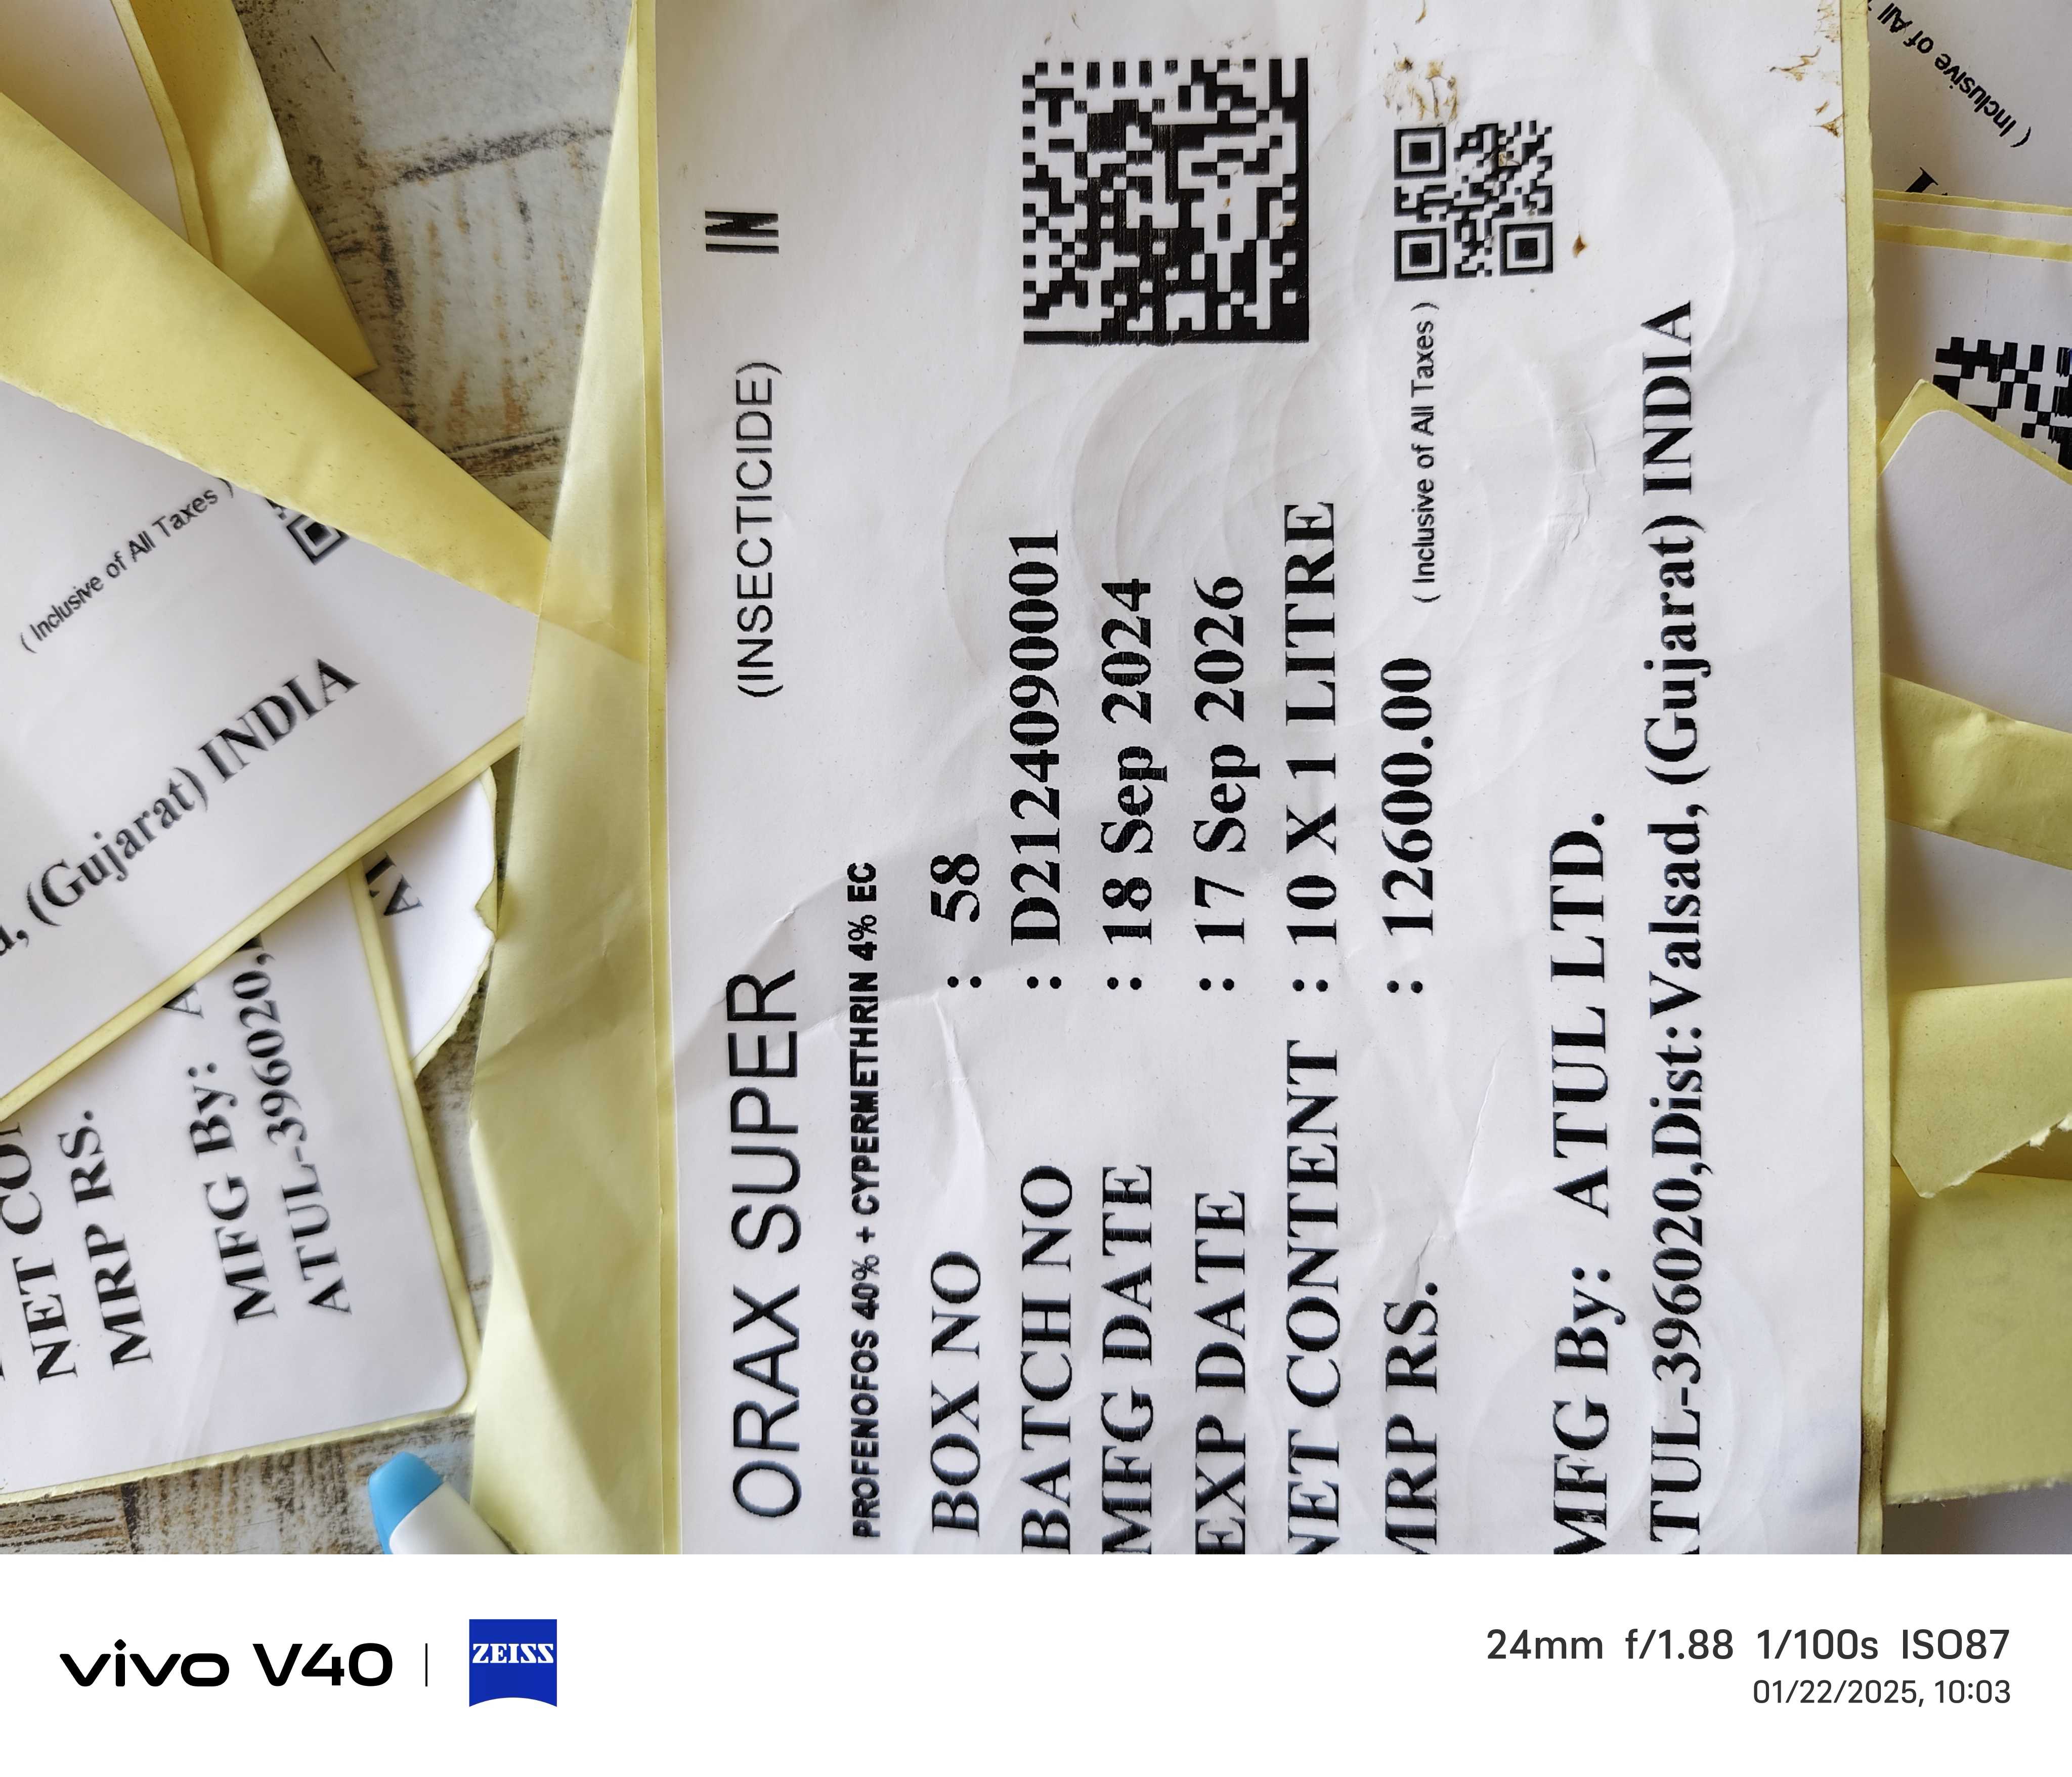 ORAX SUPER (INSECTICIDE) IN
PROFENOFOS 40% + CYPERMETHRIN 4% EC
BOX NO : 58
BATCH NO : D2124090001
MFG DATE : 18 Sep 2024
EXP DATE : 17 Sep 2026
NET CONTENT : 10 X 1 LITRE
MRP RS. : 12600.00 ( Inclusive of All Taxes )
MFG By: ATUL LTD.
ATUL-396020,Dist: Valsad, (Gujarat) INDIA
( Inclusive of All Taxes )
(Gujarat) INDIA
NET
MRP RS.
MFG By:
ATUL-396020,
( Inclusive of All
vivo V40 | ZEISS
24mm f/1.88 1/100s ISO87
01/22/2025, 10:03